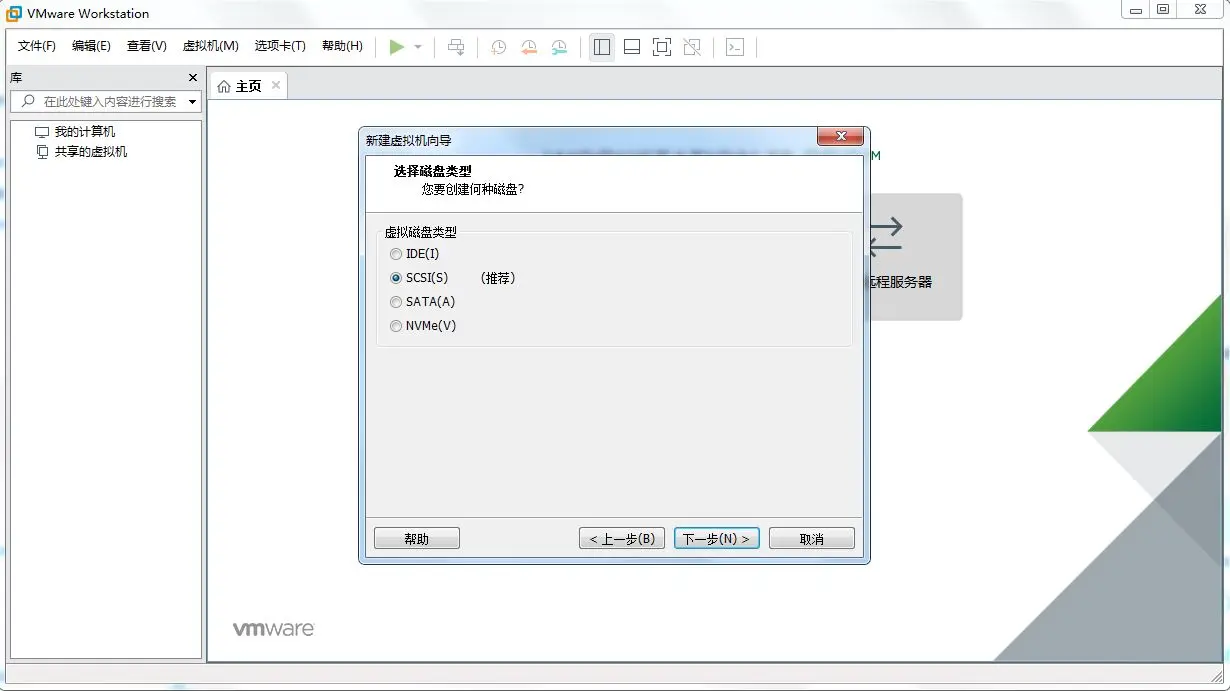 VMware Workstation
文件(F) 编辑(E) 查看(V) 虚拟机(M) 选项卡(T) 帮助(H)
库
在此处键入内容进行搜索
我的计算机
共享的虚拟机
主页
新建虚拟机向导
选择磁盘类型
您要创建何种磁盘?
虚拟磁盘类型
IDE(I)
SCSI(S) (推荐)
SATA(A)
NVMe(V)
帮助 < 上一步(B) 下一步(N) > 取消
M
远程服务器
vmware